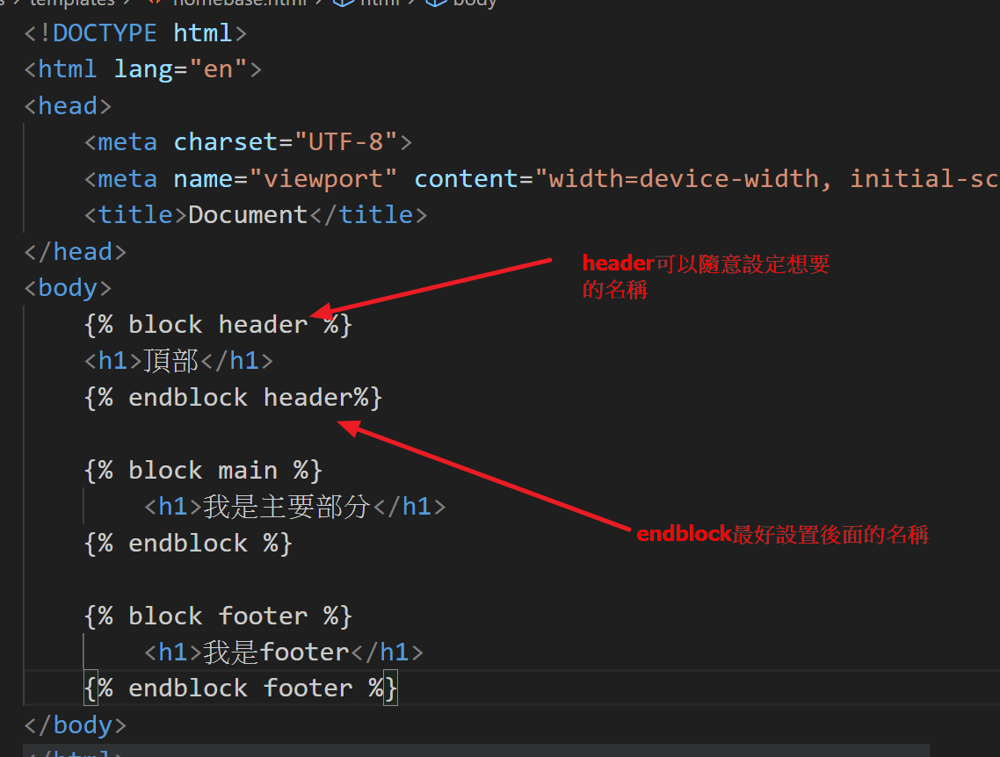 templates > homebase.html > html > body
<!DOCTYPE html>
<html lang="en">
<head>
<meta charset="UTF-8">
<meta name="viewport" content="width=device-width, initial-sc
<title>Document</title>
</head>
<body>
header可以隨意設定想要
的名稱
{% block header %}
<h1>頂部</h1>
{% endblock header%}
{% block main %}
<h1>我是主要部分</h1>
{% endblock %}
endblock最好設置後面的名稱
{% block footer %}
<h1>我是footer</h1>
{% endblock footer %}
</body>
</html>